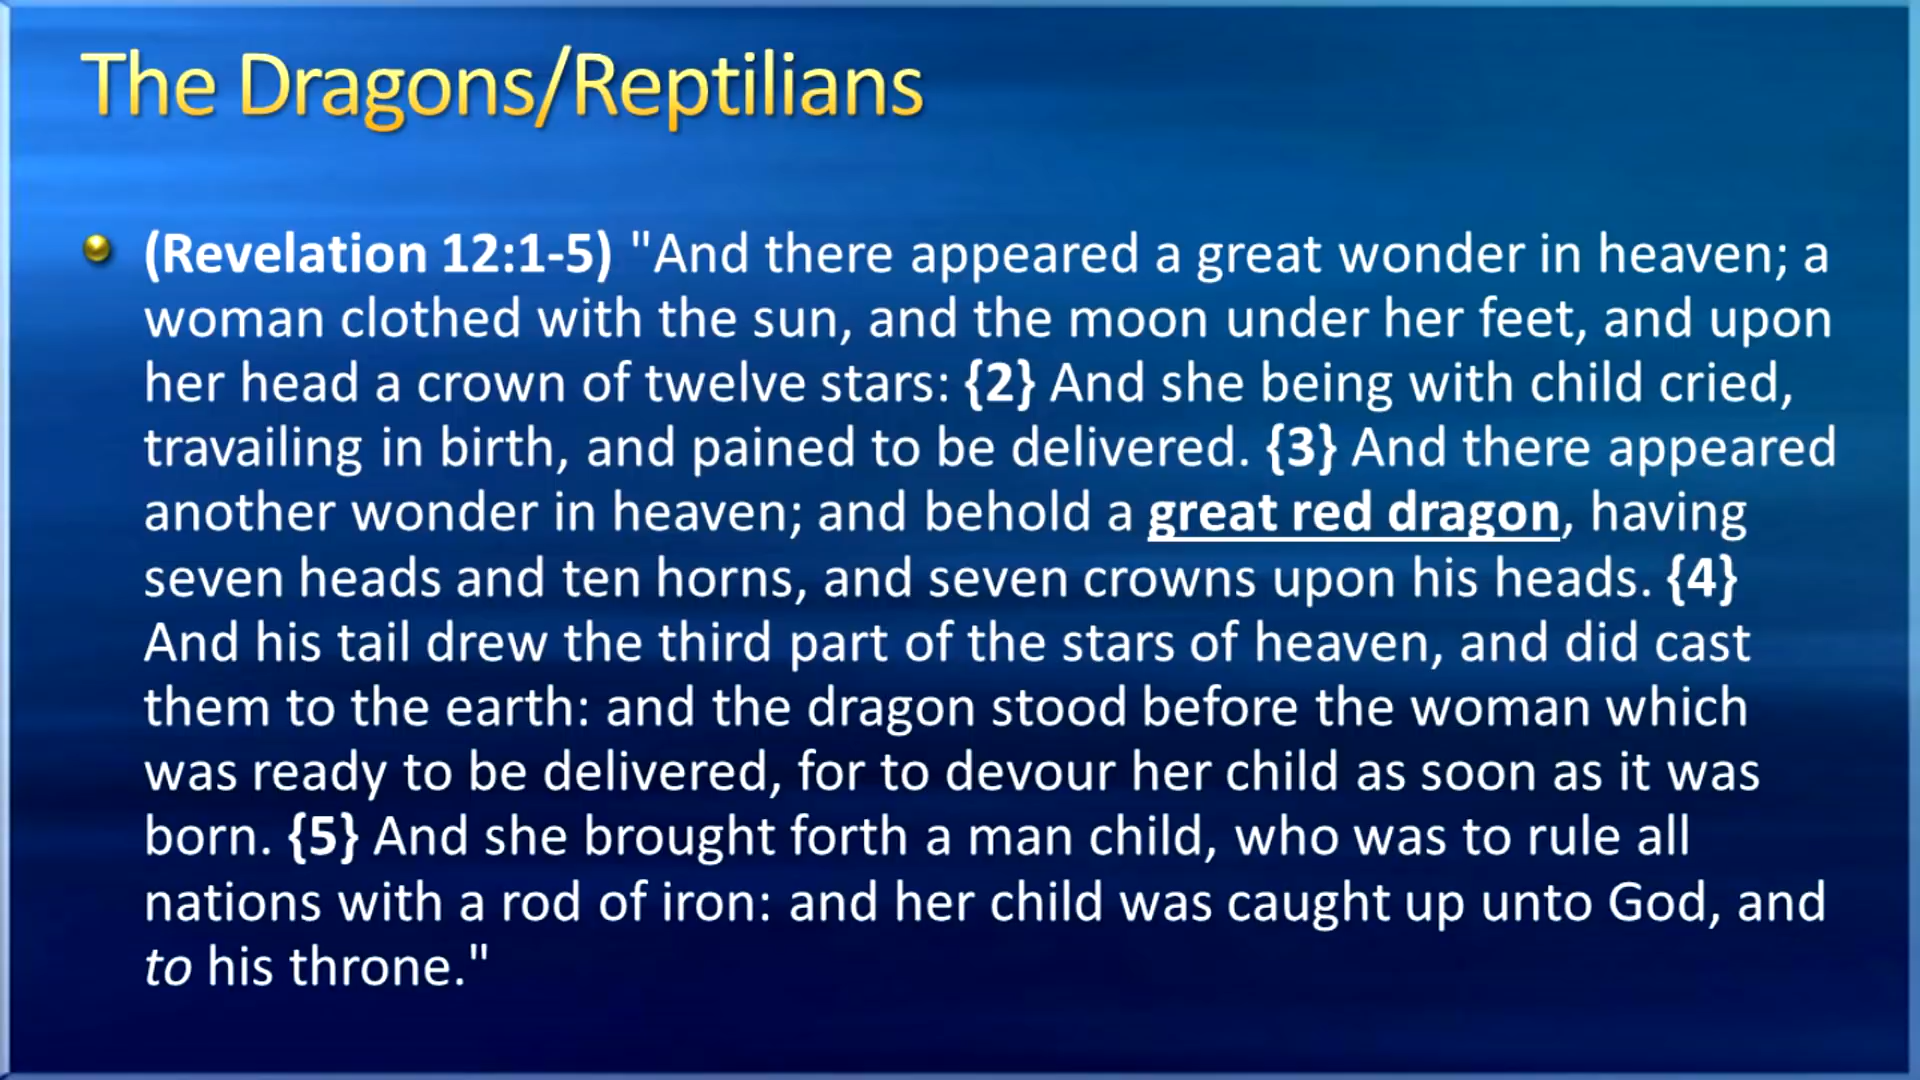 The Dragons/Reptilians
(Revelation 12:1-5) "And there appeared a great wonder in heaven; a
woman clothed with the sun, and the moon under her feet, and upon
her head a crown of twelve stars: {2} And she being with child cried,
travailing in birth, and pained to be delivered. {3} And there appeared
another wonder in heaven; and behold a great red dragon, having
seven heads and ten horns, and seven crowns upon his heads. {4}
And his tail drew the third part of the stars of heaven, and did cast
them to the earth: and the dragon stood before the woman which
was ready to be delivered, for to devour her child as soon as it was
born. {5} And she brought forth a man child, who was to rule all
nations with a rod of iron: and her child was caught up unto God, and
to his throne."